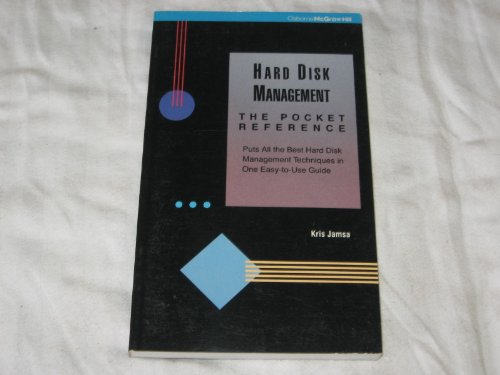 Osborne McGraw-Hill
HARD DISK
MANAGEMENT
THE POCKET
REFERENCE
Puts All the Best Hard Disk
Management Techniques in
One Easy-to-Use Guide
Kris Jamsa